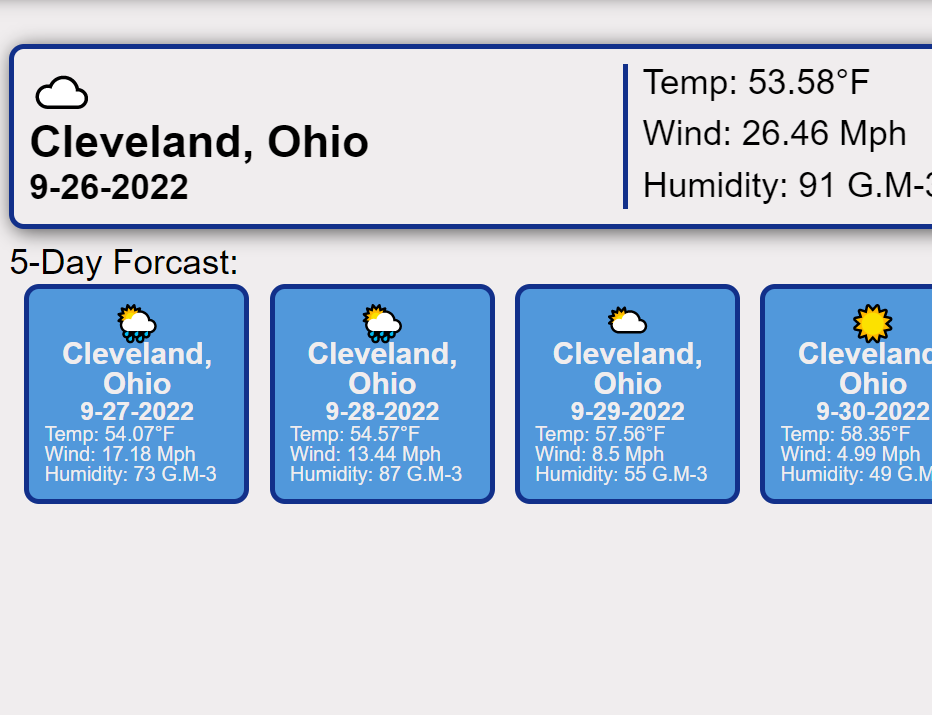 Cleveland, Ohio
9-26-2022
Temp: 53.58°F
Wind: 26.46 Mph
Humidity: 91 G.M-3
5-Day Forcast:
Cleveland,
Ohio
9-27-2022
Temp: 54.07°F
Wind: 17.18 Mph
Humidity: 73 G.M-3
Cleveland,
Ohio
9-28-2022
Temp: 54.57°F
Wind: 13.44 Mph
Humidity: 87 G.M-3
Cleveland,
Ohio
9-29-2022
Temp: 57.56°F
Wind: 8.5 Mph
Humidity: 55 G.M-3
Cleveland
Ohio
9-30-2022
Temp: 58.35°F
Wind: 4.99 Mph
Humidity: 49 G.M